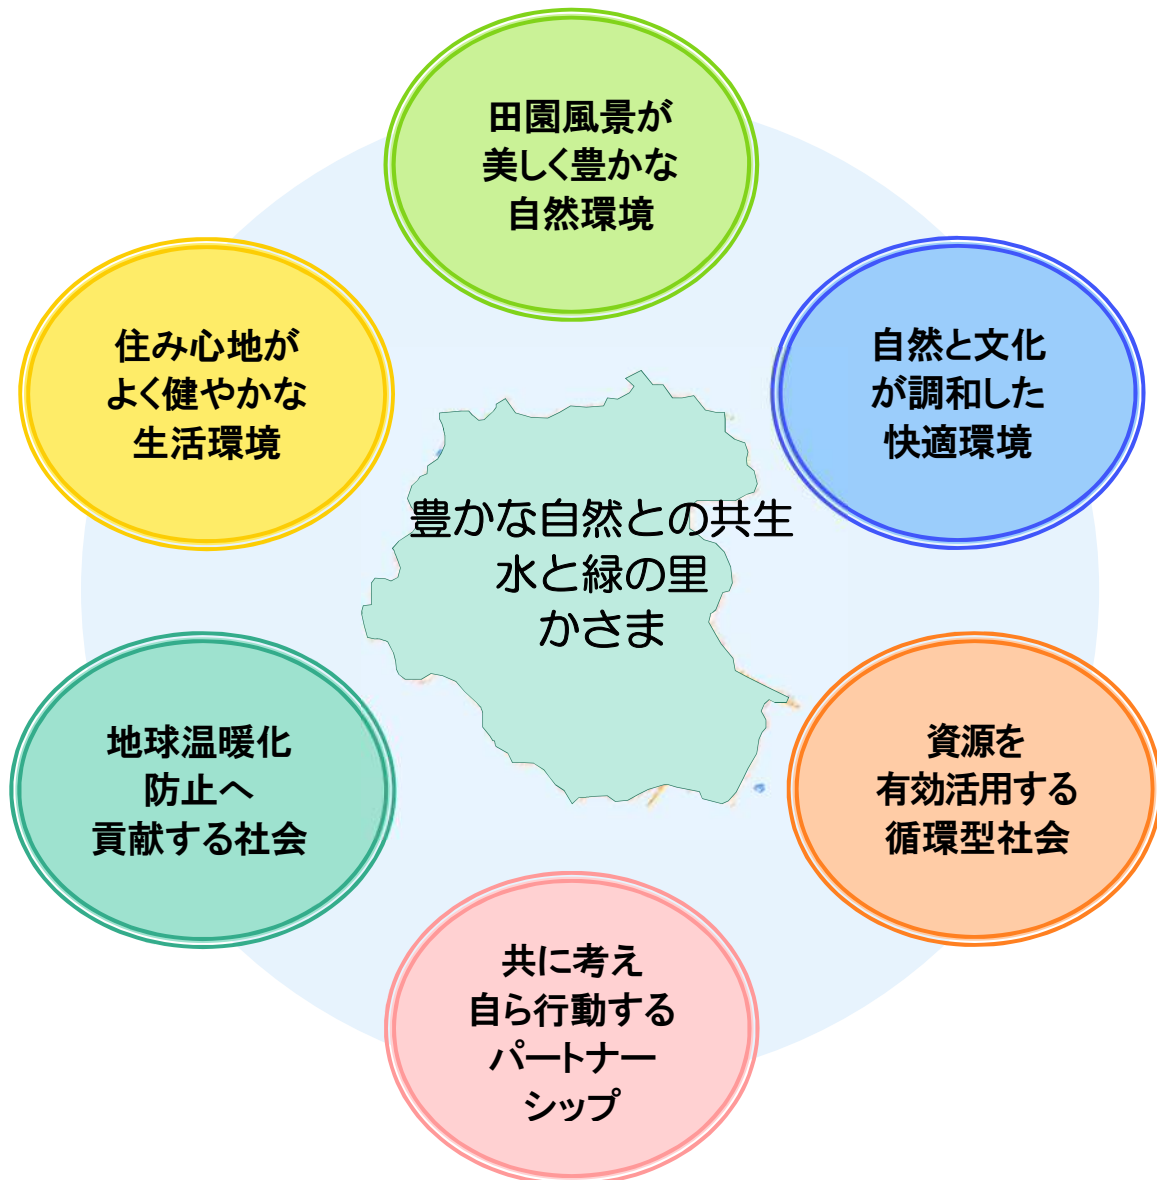 田園風景が
美しく豊かな
自然環境
住み心地が
よく健やかな
生活環境
自然と文化
が調和した
快適環境
豊かな自然との共生
水と緑の里
かさま
地球温暖化
防止へ
貢献する社会
資源を
有効活用する
循環型社会
共に考え
自ら行動する
パートナー
シップ